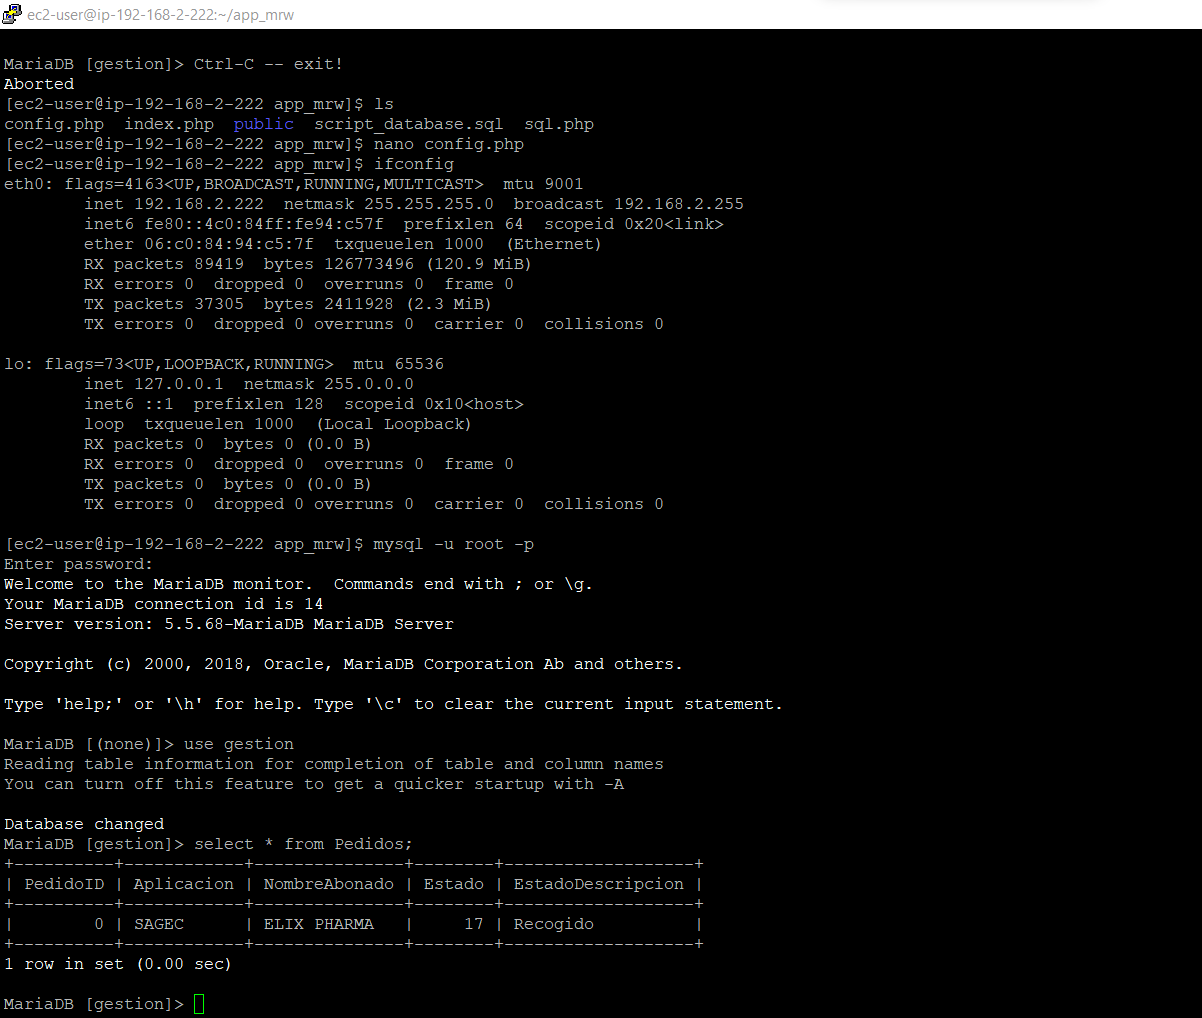 ec2-user@ip-192-168-2-222:~/app_mrw
MariaDB [gestion]> Ctrl-C -- exit!
Aborted
[ec2-user@ip-192-168-2-222 app_mrw]$ ls
config.php  index.php  public  script_database.sql  sql.php
[ec2-user@ip-192-168-2-222 app_mrw]$ nano config.php
[ec2-user@ip-192-168-2-222 app_mrw]$ ifconfig
eth0: flags=4163<UP,BROADCAST,RUNNING,MULTICAST>  mtu 9001
        inet 192.168.2.222  netmask 255.255.255.0  broadcast 192.168.2.255
        inet6 fe80::4c0:84ff:fe94:c57f  prefixlen 64  scopeid 0x20<link>
        ether 06:c0:84:94:c5:7f  txqueuelen 1000  (Ethernet)
        RX packets 89419  bytes 126773496 (120.9 MiB)
        RX errors 0  dropped 0  overruns 0  frame 0
        TX packets 37305  bytes 2411928 (2.3 MiB)
        TX errors 0  dropped 0 overruns 0  carrier 0  collisions 0
lo: flags=73<UP,LOOPBACK,RUNNING>  mtu 65536
        inet 127.0.0.1  netmask 255.0.0.0
        inet6 ::1  prefixlen 128  scopeid 0x10<host>
        loop  txqueuelen 1000  (Local Loopback)
        RX packets 0  bytes 0 (0.0 B)
        RX errors 0  dropped 0  overruns 0  frame 0
        TX packets 0  bytes 0 (0.0 B)
        TX errors 0  dropped 0 overruns 0  carrier 0  collisions 0
[ec2-user@ip-192-168-2-222 app_mrw]$ mysql -u root -p
Enter password:
Welcome to the MariaDB monitor.  Commands end with ; or \g.
Your MariaDB connection id is 14
Server version: 5.5.68-MariaDB MariaDB Server
Copyright (c) 2000, 2018, Oracle, MariaDB Corporation Ab and others.
Type 'help;' or '\h' for help. Type '\c' to clear the current input statement.
MariaDB [(none)]> use gestion
Reading table information for completion of table and column names
You can turn off this feature to get a quicker startup with -A
Database changed
MariaDB [gestion]> select * from Pedidos;
+----------+------------+---------------+--------+-------------------+
| PedidoID | Aplicacion | NombreAbonado | Estado | EstadoDescripcion |
+----------+------------+---------------+--------+-------------------+
|        0 | SAGEC      | ELIX PHARMA   |     17 | Recogido          |
+----------+------------+---------------+--------+-------------------+
1 row in set (0.00 sec)
MariaDB [gestion]>